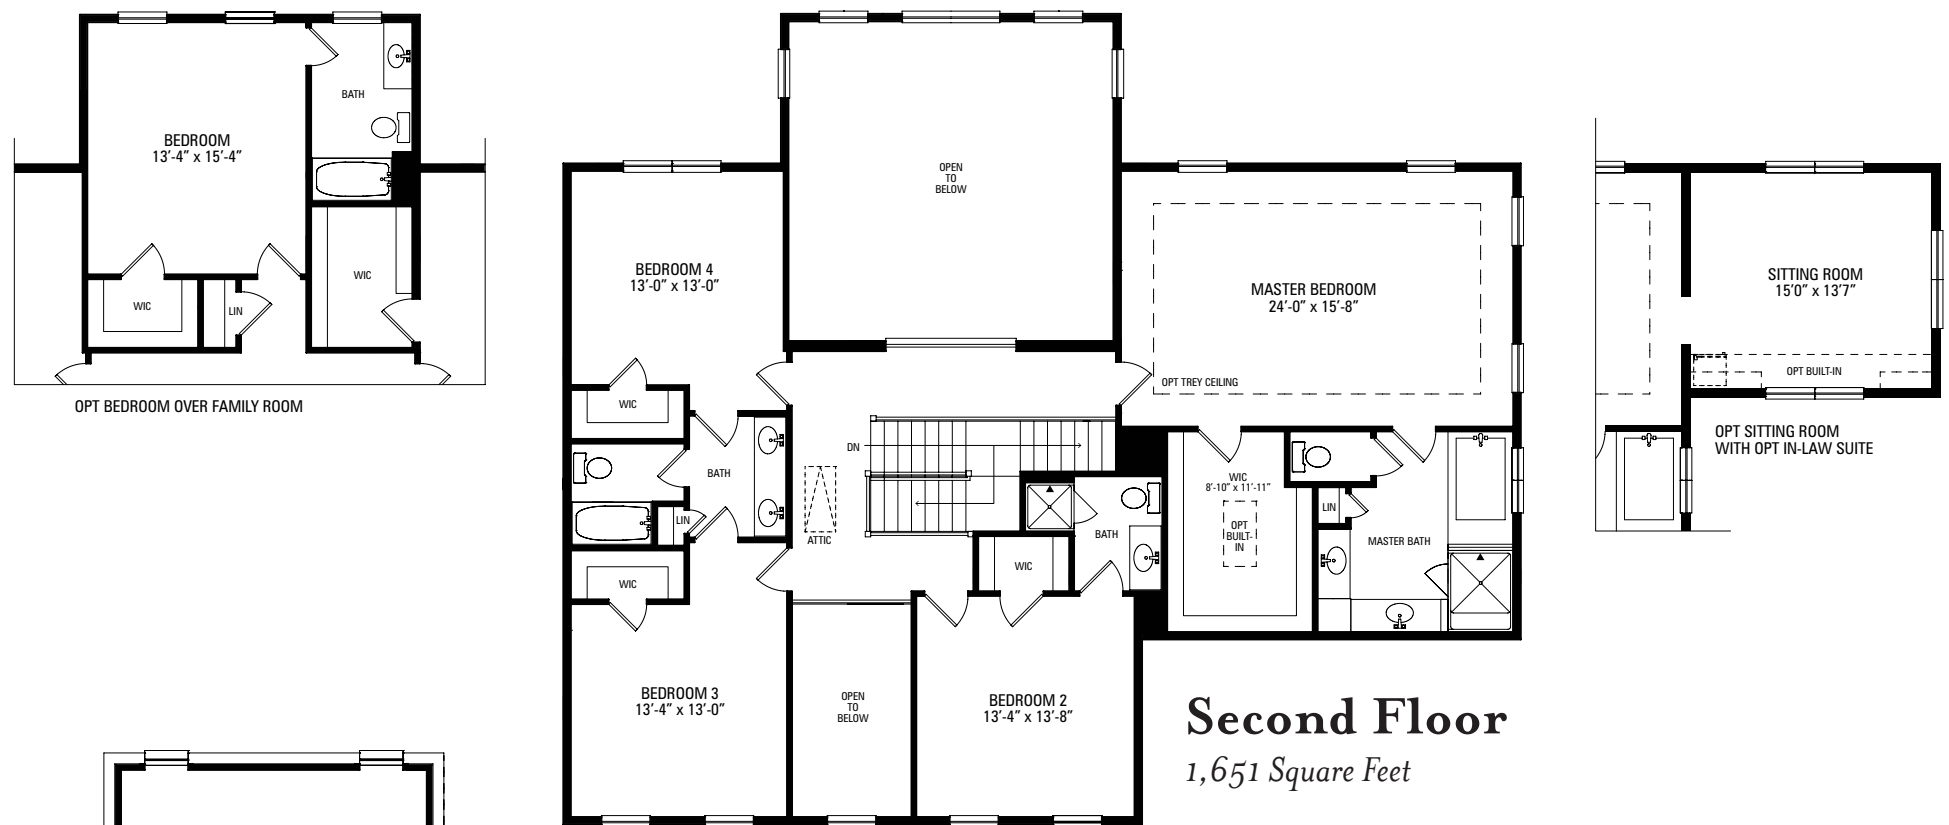 BEDROOM
13’-4” x 15’-4”
BATH
WIC
LIN
WIC
OPT BEDROOM OVER FAMILY ROOM
OPEN
TO
BELOW
BEDROOM 4
13’-0” x 13’-0”
MASTER BEDROOM
24’-0” x 15’-8”
OPT TREY CEILING
WIC
DN
BATH
LIN
ATTIC
WIC
WIC
8’-10” x 11’-11”
OPT
BUILT-
IN
LIN
MASTER BATH
BATH
WIC
BEDROOM 3
13’-4” x 13’-0”
OPEN
TO
BELOW
BEDROOM 2
13’-4” x 13’-8”
SITTING ROOM
15’0” x 13’7”
OPT BUILT-IN
OPT SITTING ROOM
WITH OPT IN-LAW SUITE
Second Floor
1,651 Square Feet